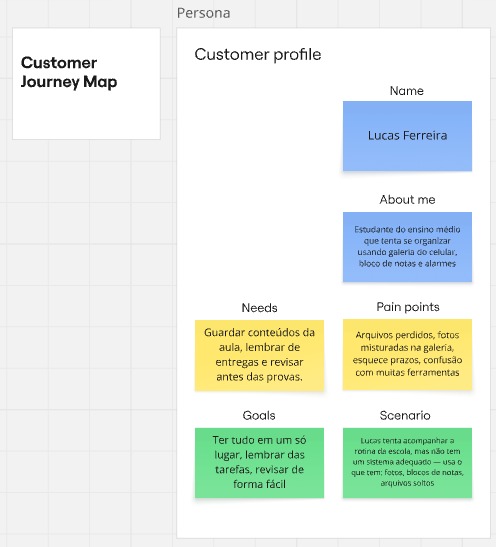 Persona
Customer
Journey Map
Customer profile
Name
Lucas Ferreira
About me
Estudante do ensino médio
que tenta se organizar
usando galeria do celular,
bloco de notas e alarmes
Needs
Guardar conteúdos da
aula, lembrar de
entregas e revisar
antes das provas.
Pain points
Arquivos perdidos, fotos
misturadas na galeria,
esquece prazos, confusão
com muitas ferramentas
Goals
Ter tudo em um só
lugar, lembrar das
tarefas, revisar de
forma fácil
Scenario
Lucas tenta acompanhar a
rotina da escola, mas não tem
um sistema adequado — usa o
que tem: fotos, blocos de notas,
arquivos soltos